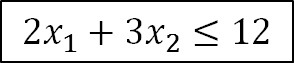 2x₁ + 3x₂ ≤ 12